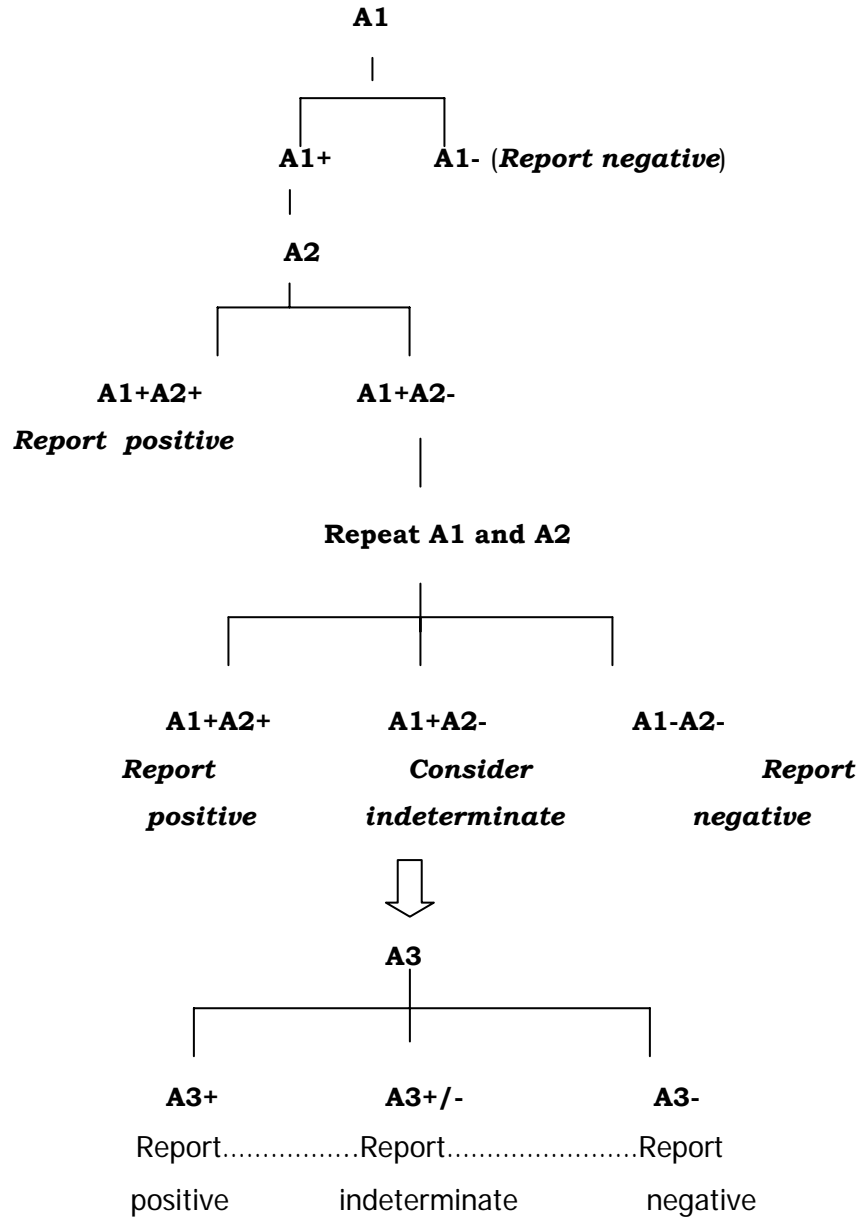 A1
A1+ A1- (Report negative)
A2
A1+A2+ A1+A2-
Report positive
Repeat A1 and A2
A1+A2+ A1+A2- A1-A2-
Report Consider Report
positive indeterminate negative
A3
A3+ A3+/- A3-
Report..................Report.........................Report
positive indeterminate negative